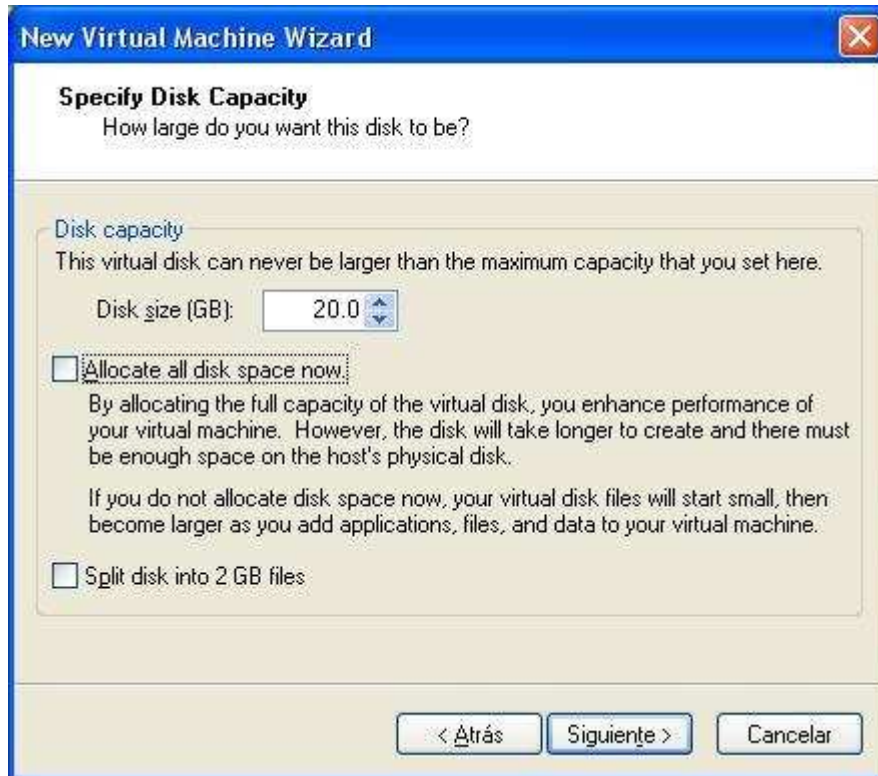 New Virtual Machine Wizard
Specify Disk Capacity
How large do you want this disk to be?
Disk capacity
This virtual disk can never be larger than the maximum capacity that you set here.
Disk size (GB): 20.0
Allocate all disk space now.
By allocating the full capacity of the virtual disk, you enhance performance of
your virtual machine. However, the disk will take longer to create and there must
be enough space on the host's physical disk.
If you do not allocate disk space now, your virtual disk files will start small, then
become larger as you add applications, files, and data to your virtual machine.
Split disk into 2 GB files
< Atrás Siguiente > Cancelar